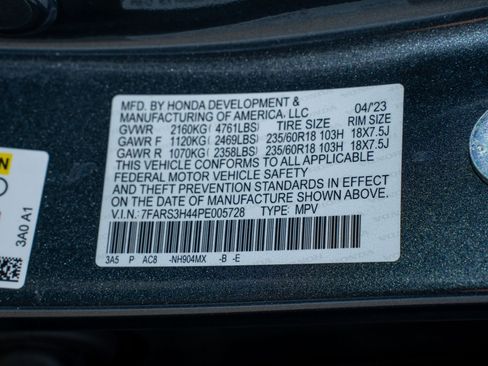 MFD. BY HONDA DEVELOPMENT &
MANUFACTURING OF AMERICA, LLC 04/'23
GVWR 2160KG(4761LBS) TIRE SIZE RIM SIZE
GAWR F 1120KG(2469LBS) 235/60R18 103H 18X7.5J
GAWR R 1070KG(2358LBS) 235/60R18 103H 18X7.5J
THIS VEHICLE CONFORMS TO ALL APPLICABLE
FEDERAL MOTOR VEHICLE SAFETY
AND THEFT PREVENTION STANDARDS IN EFFECT
ON THE DATE OF MANUFACTURE SHOWN ABOVE.
V.I.N.: 7FARS3H44PE005728 TYPE: MPV
3A5 P AC8 -NH904MX -B -E
3A0 A1